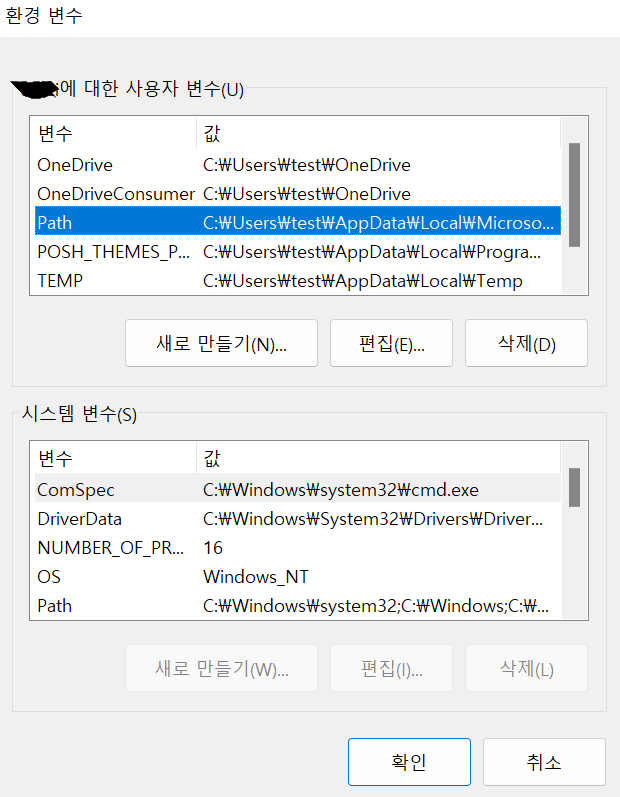 환경 변수
에 대한 사용자 변수(U)
변수 값
OneDrive C:₩Users₩test₩OneDrive
OneDriveConsumer C:₩Users₩test₩OneDrive
Path C:₩Users₩test₩AppData₩Local₩Microso...
POSH_THEMES_P... C:₩Users₩test₩AppData₩Local₩Progra...
TEMP C:₩Users₩test₩AppData₩Local₩Temp
새로 만들기(N)... 편집(E)... 삭제(D)
시스템 변수(S)
변수 값
ComSpec C:₩Windows₩system32₩cmd.exe
DriverData C:₩Windows₩System32₩Drivers₩Driver...
NUMBER_OF_PR... 16
OS Windows_NT
Path C:₩Windows₩system32;C:₩Windows;C:₩...
새로 만들기(W)... 편집(I)... 삭제(L)
확인 취소